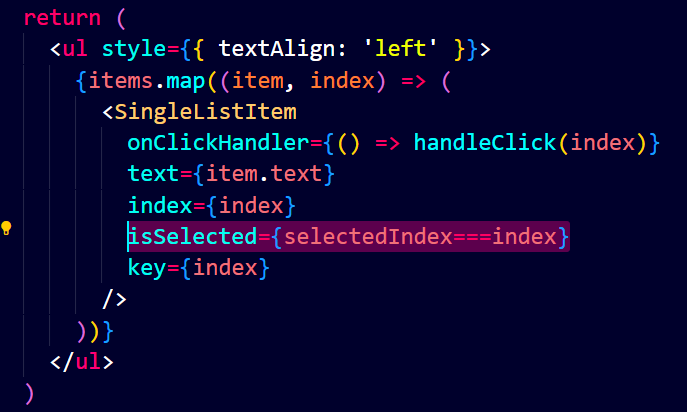 return (
<ul style={{ textAlign: 'left' }}>
{items.map((item, index) => (
<SingleListItem
onClickHandler={() => handleClick(index)}
text={item.text}
index={index}
isSelected={selectedIndex===index}
key={index}
/>
))}
</ul>
)